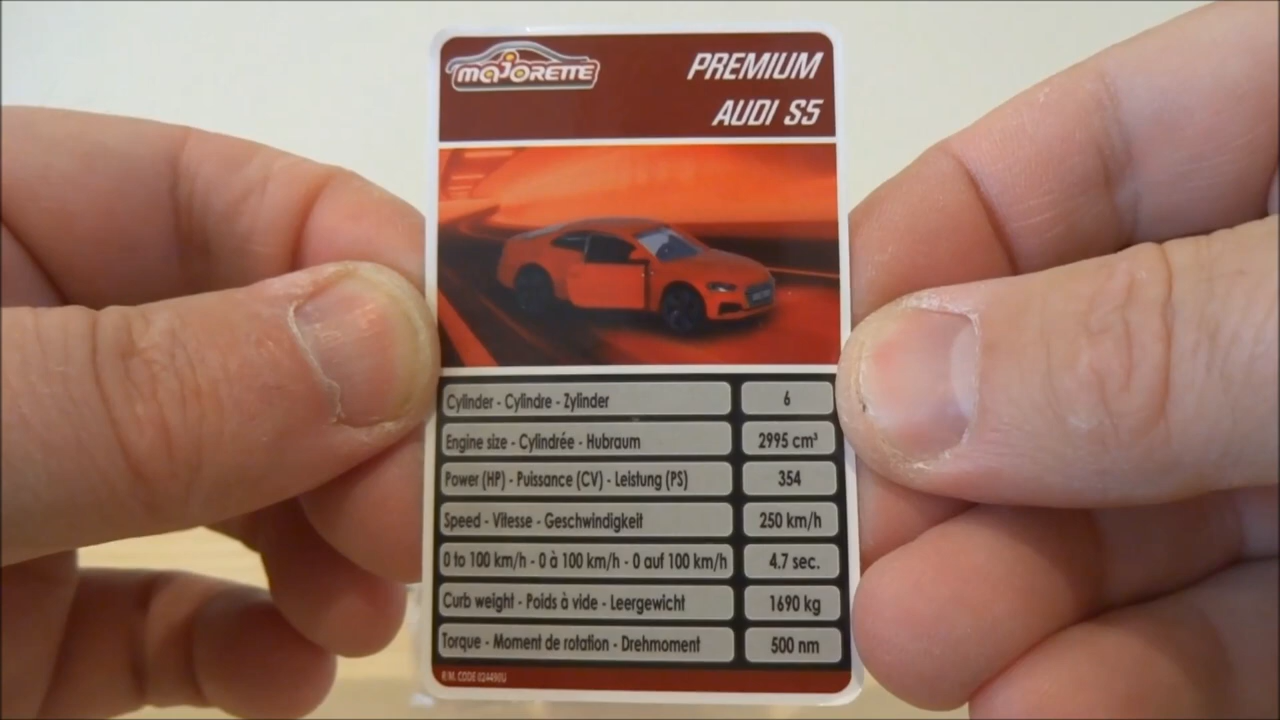 MAJORETTE
PREMIUM
AUDI S5
Cylinder - Cylindre - Zylinder 6
Engine size - Cylindrée - Hubraum 2995 cm³
Power (HP) - Puissance (CV) - Leistung (PS) 354
Speed - Vitesse - Geschwindigkeit 250 km/h
0 to 100 km/h - 0 à 100 km/h - 0 auf 100 km/h 4.7 sec.
Curb weight - Poids à vide - Leergewicht 1690 kg
Torque - Moment de rotation - Drehmoment 500 nm
R.M. CODE 024490U